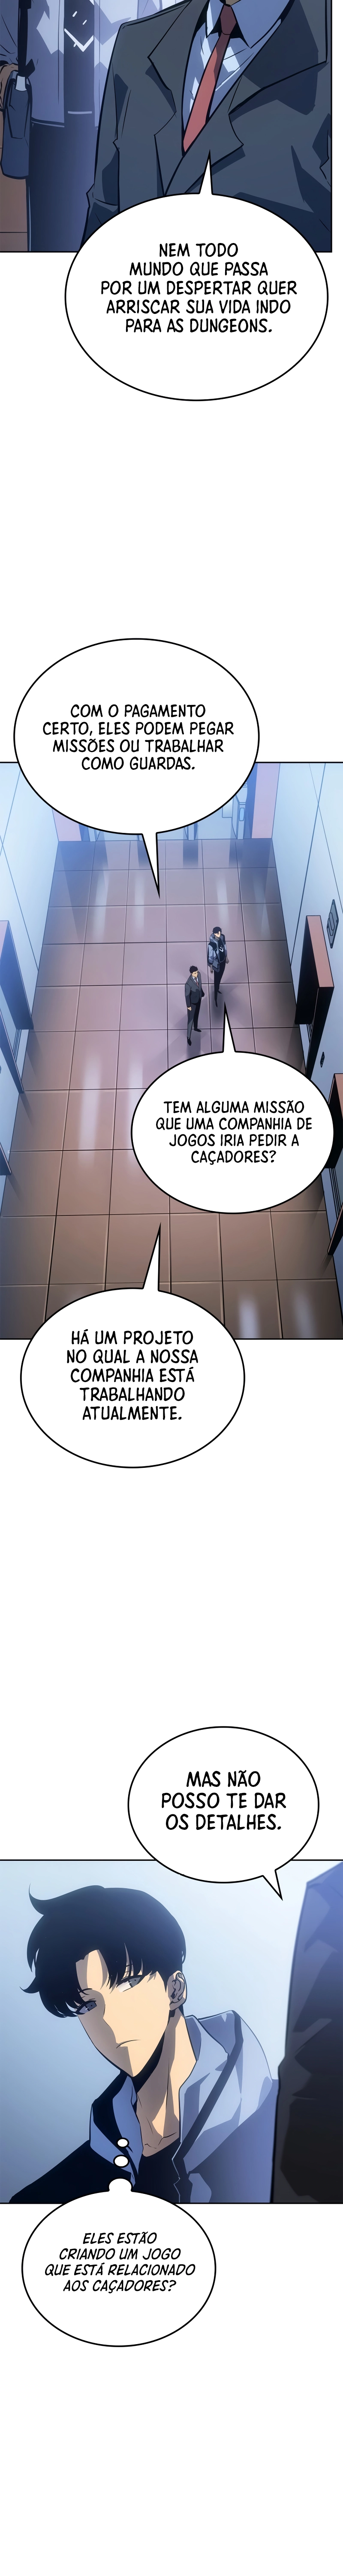 NEM TODO
MUNDO QUE PASSA
POR UM DESPERTAR QUER
ARRISCAR SUA VIDA INDO
PARA AS DUNGEONS.
COM O PAGAMENTO
CERTO, ELES PODEM PEGAR
MISSÕES OU TRABALHAR
COMO GUARDAS.
TEM ALGUMA MISSÃO
QUE UMA COMPANHIA DE
JOGOS IRIA PEDIR A
CAÇADORES?
HÁ UM PROJETO
NO QUAL A NOSSA
COMPANHIA ESTÁ
TRABALHANDO
ATUALMENTE.
MAS NÃO
POSSO TE DAR
OS DETALHES.
ELES ESTÃO
CRIANDO UM JOGO
QUE ESTÁ RELACIONADO
AOS CAÇADORES?